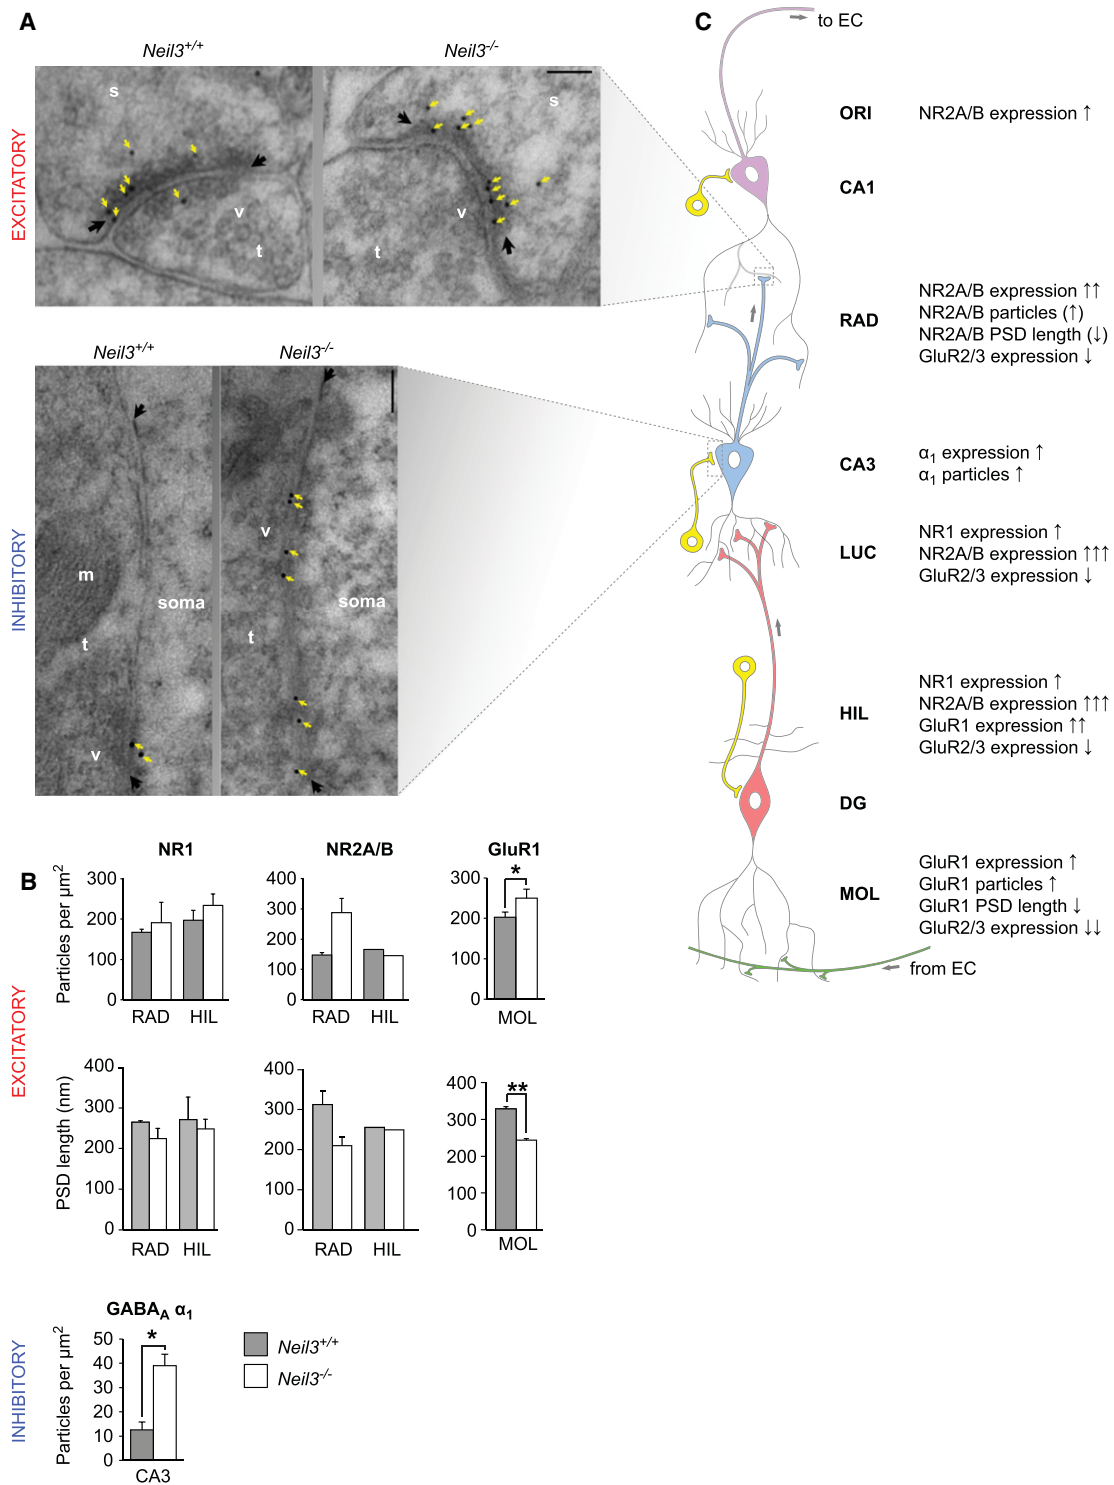 A
Neil3+/+
Neil3-/-
EXCITATORY
s
v
t
s
v
t
Neil3+/+
Neil3-/-
INHIBITORY
m
t
v
soma
v
t
soma
B
EXCITATORY
NR1
Particles per µm2
300
200
100
0
RAD HIL
NR2A/B
400
300
200
100
0
RAD HIL
GluR1
*
300
200
100
0
MOL
PSD length (nm)
400
300
200
100
0
RAD HIL
400
300
200
100
0
RAD HIL
**
400
300
200
100
0
MOL
INHIBITORY
GABAA α1
Particles per µm2
*
50
40
30
20
10
0
CA3
Neil3+/+
Neil3-/-
C
to EC
ORI NR2A/B expression ↑
CA1
RAD
NR2A/B expression ↑↑
NR2A/B particles (↑)
NR2A/B PSD length (↓)
GluR2/3 expression ↓
CA3
α1 expression ↑
α1 particles ↑
LUC
NR1 expression ↑
NR2A/B expression ↑↑↑
GluR2/3 expression ↓
HIL
NR1 expression ↑
NR2A/B expression ↑↑↑
GluR1 expression ↑↑
GluR2/3 expression ↓
DG
MOL
GluR1 expression ↑
GluR1 particles ↑
GluR1 PSD length ↓
GluR2/3 expression ↓↓
from EC